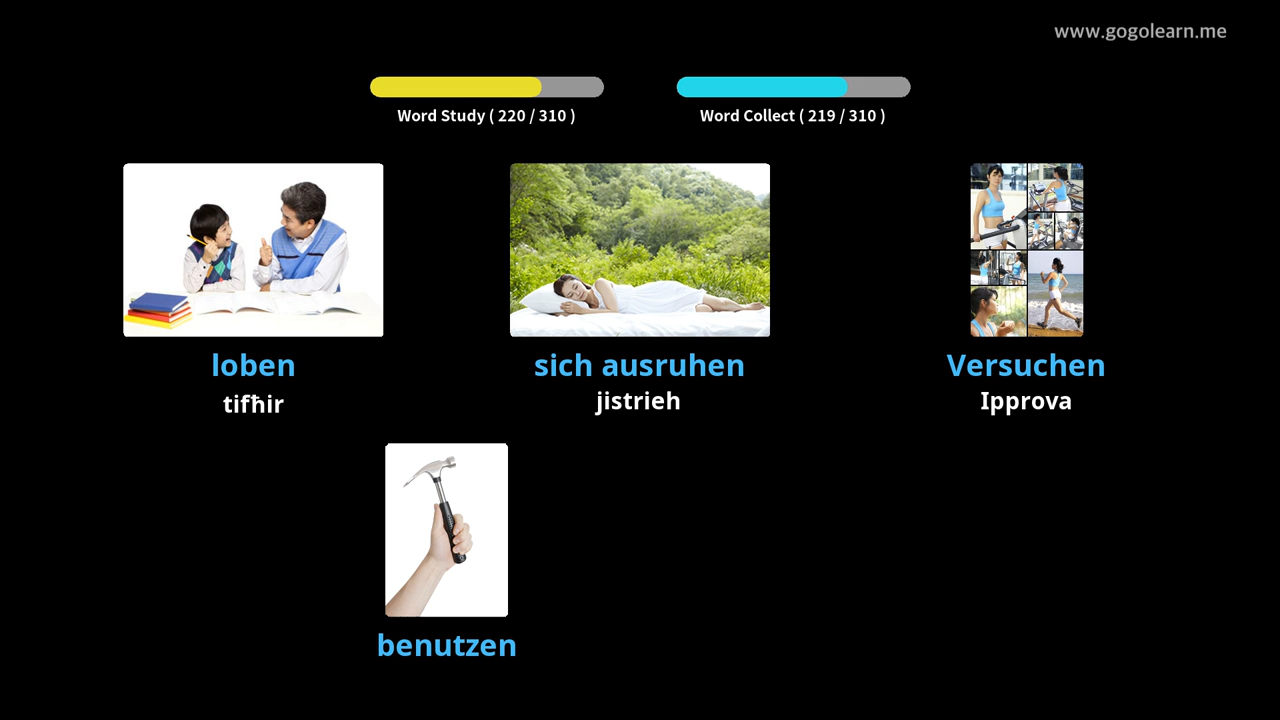 www.gogolearn.me
Word Study ( 220 / 310 )
Word Collect ( 219 / 310 )
loben
tifħir
sich ausruhen
jistrieh
Versuchen
Ipprova
benutzen